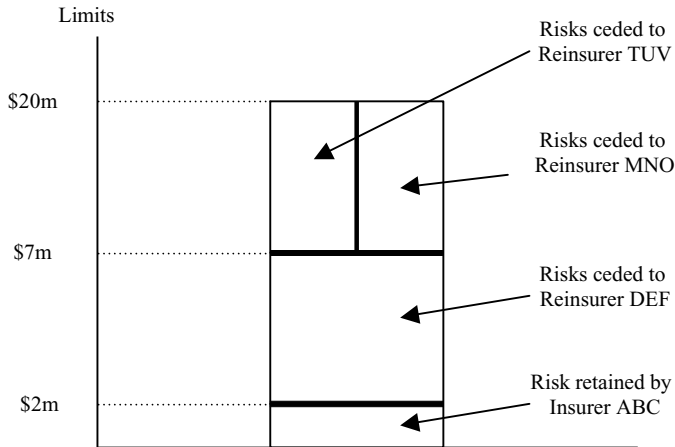 Limits
Risks ceded to
Reinsurer TUV
$20m
Risks ceded to
Reinsurer MNO
$7m
Risks ceded to
Reinsurer DEF
$2m
Risk retained by
Insurer ABC